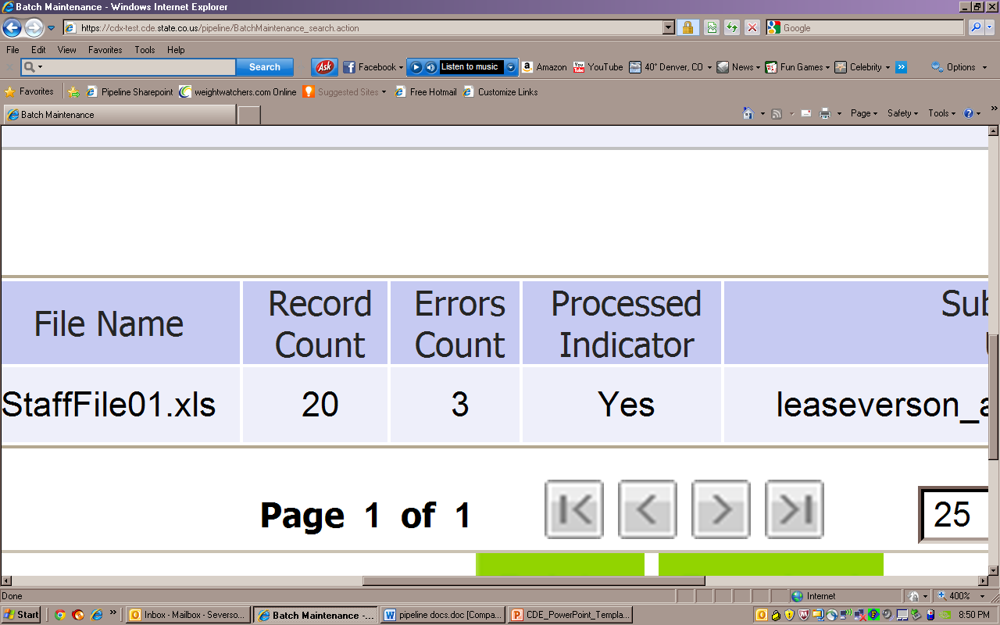 Batch Maintenance - Windows Internet Explorer
https://cdx-test.cde.state.co.us/pipeline/BatchMaintenance_search.action
Google
File Edit View Favorites Tools Help
Search Ask Facebook Listen to music Amazon YouTube 40° Denver, CO News Fun Games Celebrity » Options
Favorites Pipeline Sharepoint weightwatchers.com Online Suggested Sites Free Hotmail Customize Links
Batch Maintenance Page Safety Tools »
File Name Record Count Errors Count Processed Indicator Sub
StaffFile01.xls 20 3 Yes leaseverson_a
Page 1 of 1 25
Done Internet 400%
Start » Inbox - Mailbox - Severso... Batch Maintenance -... pipeline docs.doc [Compa... CDE_PowerPoint_Templa... 8:50 PM